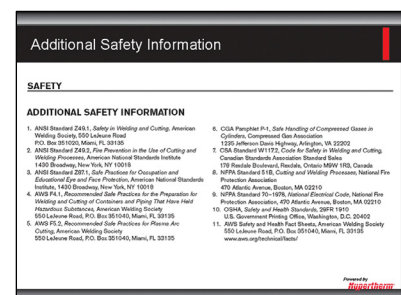 Additional Safety Information
SAFETY
ADDITIONAL SAFETY INFORMATION
1. ANSI Standard Z49.1, Safety in Welding and Cutting, American
Welding Society, 550 LeJeune Road
P.O. Box 351020, Miami, FL 33135
2. ANSI Standard Z49.2, Fire Prevention in the Use of Cutting and
Welding Processes, American National Standards Institute
1430 Broadway, New York, NY 10018
3. ANSI Standard Z87.1, Safe Practices for Occupation and
Educational Eye and Face Protection, American National Standards
Institute, 1430 Broadway, New York, NY 10018
4. AWS F4.1, Recommended Safe Practices for the Preparation for
Welding and Cutting of Containers and Piping That Have Held
Hazardous Substances, American Welding Society
550 LeJeune Road, P.O. Box 351040, Miami, FL 33135
5. AWS F5.2, Recommended Safe Practices for Plasma Arc
Cutting, American Welding Society
550 LeJeune Road, P.O. Box 351040, Miami, FL 33135
6. CGA Pamphlet P-1, Safe Handling of Compressed Gases in
Cylinders, Compressed Gas Association
1235 Jefferson Davis Highway, Arlington, VA 22202
7. CSA Standard W117.2, Code for Safety in Welding and Cutting,
Canadian Standards Association Standard Sales
178 Rexdale Boulevard, Rexdale, Ontario M9W 1R3, Canada
8. NFPA Standard 51B, Cutting and Welding Processes, National Fire
Protection Association
470 Atlantic Avenue, Boston, MA 02210
9. NFPA Standard 70–1978, National Electrical Code, National Fire
Protection Association, 470 Atlantic Avenue, Boston, MA 02210
10. OSHA, Safety and Health Standards, 29FR 1910
U.S. Government Printing Office, Washington, D.C. 20402
11. AWS Safety and Health Fact Sheets, American Welding Society
550 LeJeune Road, P.O. Box 351040, Miami, FL 33135
www.aws.org/technical/facts/
Powered by
Hypertherm